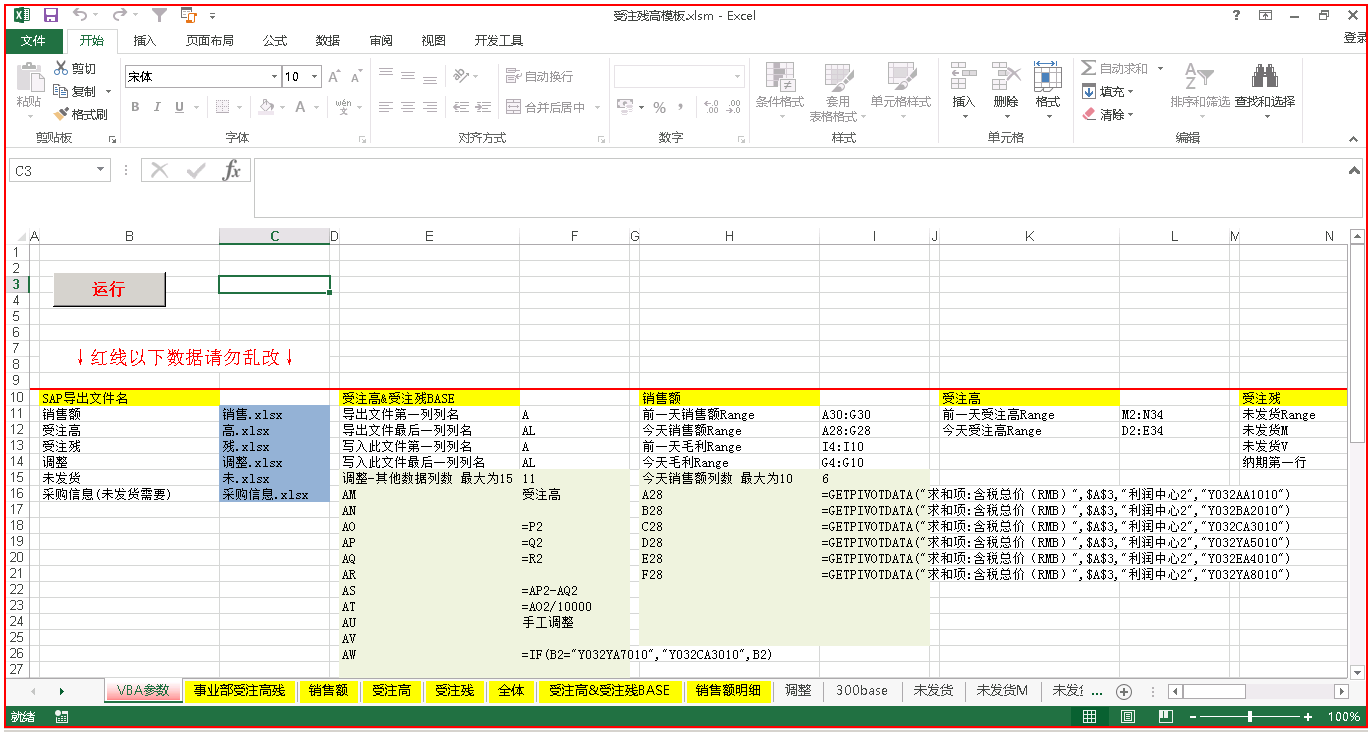 受注残高模板.xlsm - Excel
?
登录
文件 开始 插入 页面布局 公式 数据 审阅 视图 开发工具
粘贴 剪切 复制 格式刷
剪贴板
宋体 10 A A
B I U A wén
字体
自动换行
合并后居中
对齐方式
% ,
数字
条件格式 套用 表格格式 单元格样式
样式
插入 删除 格式
单元格
自动求和 填充 清除 排序和筛选 查找和选择
编辑
C3 fx
A B C D E F G H I J K L M N
1
2
3 运行
4
5
6
7
8 ↓红线以下数据请勿乱改↓
9
10 SAP导出文件名 受注高&受注残BASE 销售额 受注高 受注残
11 销售额 销售.xlsx 导出文件第一列列名 A 前一天销售额Range A30:G30 前一天受注高Range M2:N34 未发货Range
12 受注高 高.xlsx 导出文件最后一列列名 AL 今天销售额Range A28:G28 今天受注高Range D2:E34 未发货M
13 受注残 残.xlsx 写入此文件第一列列名 A 前一天毛利Range I4:I10 未发货V
14 调整 调整.xlsx 写入此文件最后一列列名 AL 今天毛利Range G4:G10 纳期第一行
15 未发货 未.xlsx 调整-其他数据列数 最大为15 11 今天销售额列数 最大为10 6
16 采购信息(未发货需要) 采购信息.xlsx AM 受注高 A28 =GETPIVOTDATA("求和项:含税总价（RMB）",$A$3,"利润中心2","Y032AA1010")
17 AN B28 =GETPIVOTDATA("求和项:含税总价（RMB）",$A$3,"利润中心2","Y032BA2010")
18 AO =P2 C28 =GETPIVOTDATA("求和项:含税总价（RMB）",$A$3,"利润中心2","Y032CA3010")
19 AP =Q2 D28 =GETPIVOTDATA("求和项:含税总价（RMB）",$A$3,"利润中心2","Y032YA5010")
20 AQ =R2 E28 =GETPIVOTDATA("求和项:含税总价（RMB）",$A$3,"利润中心2","Y032EA4010")
21 AR F28 =GETPIVOTDATA("求和项:含税总价（RMB）",$A$3,"利润中心2","Y032YA8010")
22 AS =AP2-AQ2
23 AT =AO2/10000
24 AU 手工调整
25 AV
26 AW =IF(B2="Y032YA7010","Y032CA3010",B2)
27
VBA参数 事业部受注高残 销售额 受注高 受注残 全体 受注高&受注残BASE 销售额明细 调整 300base 未发货 未发货M 未发 ...
就绪 100%